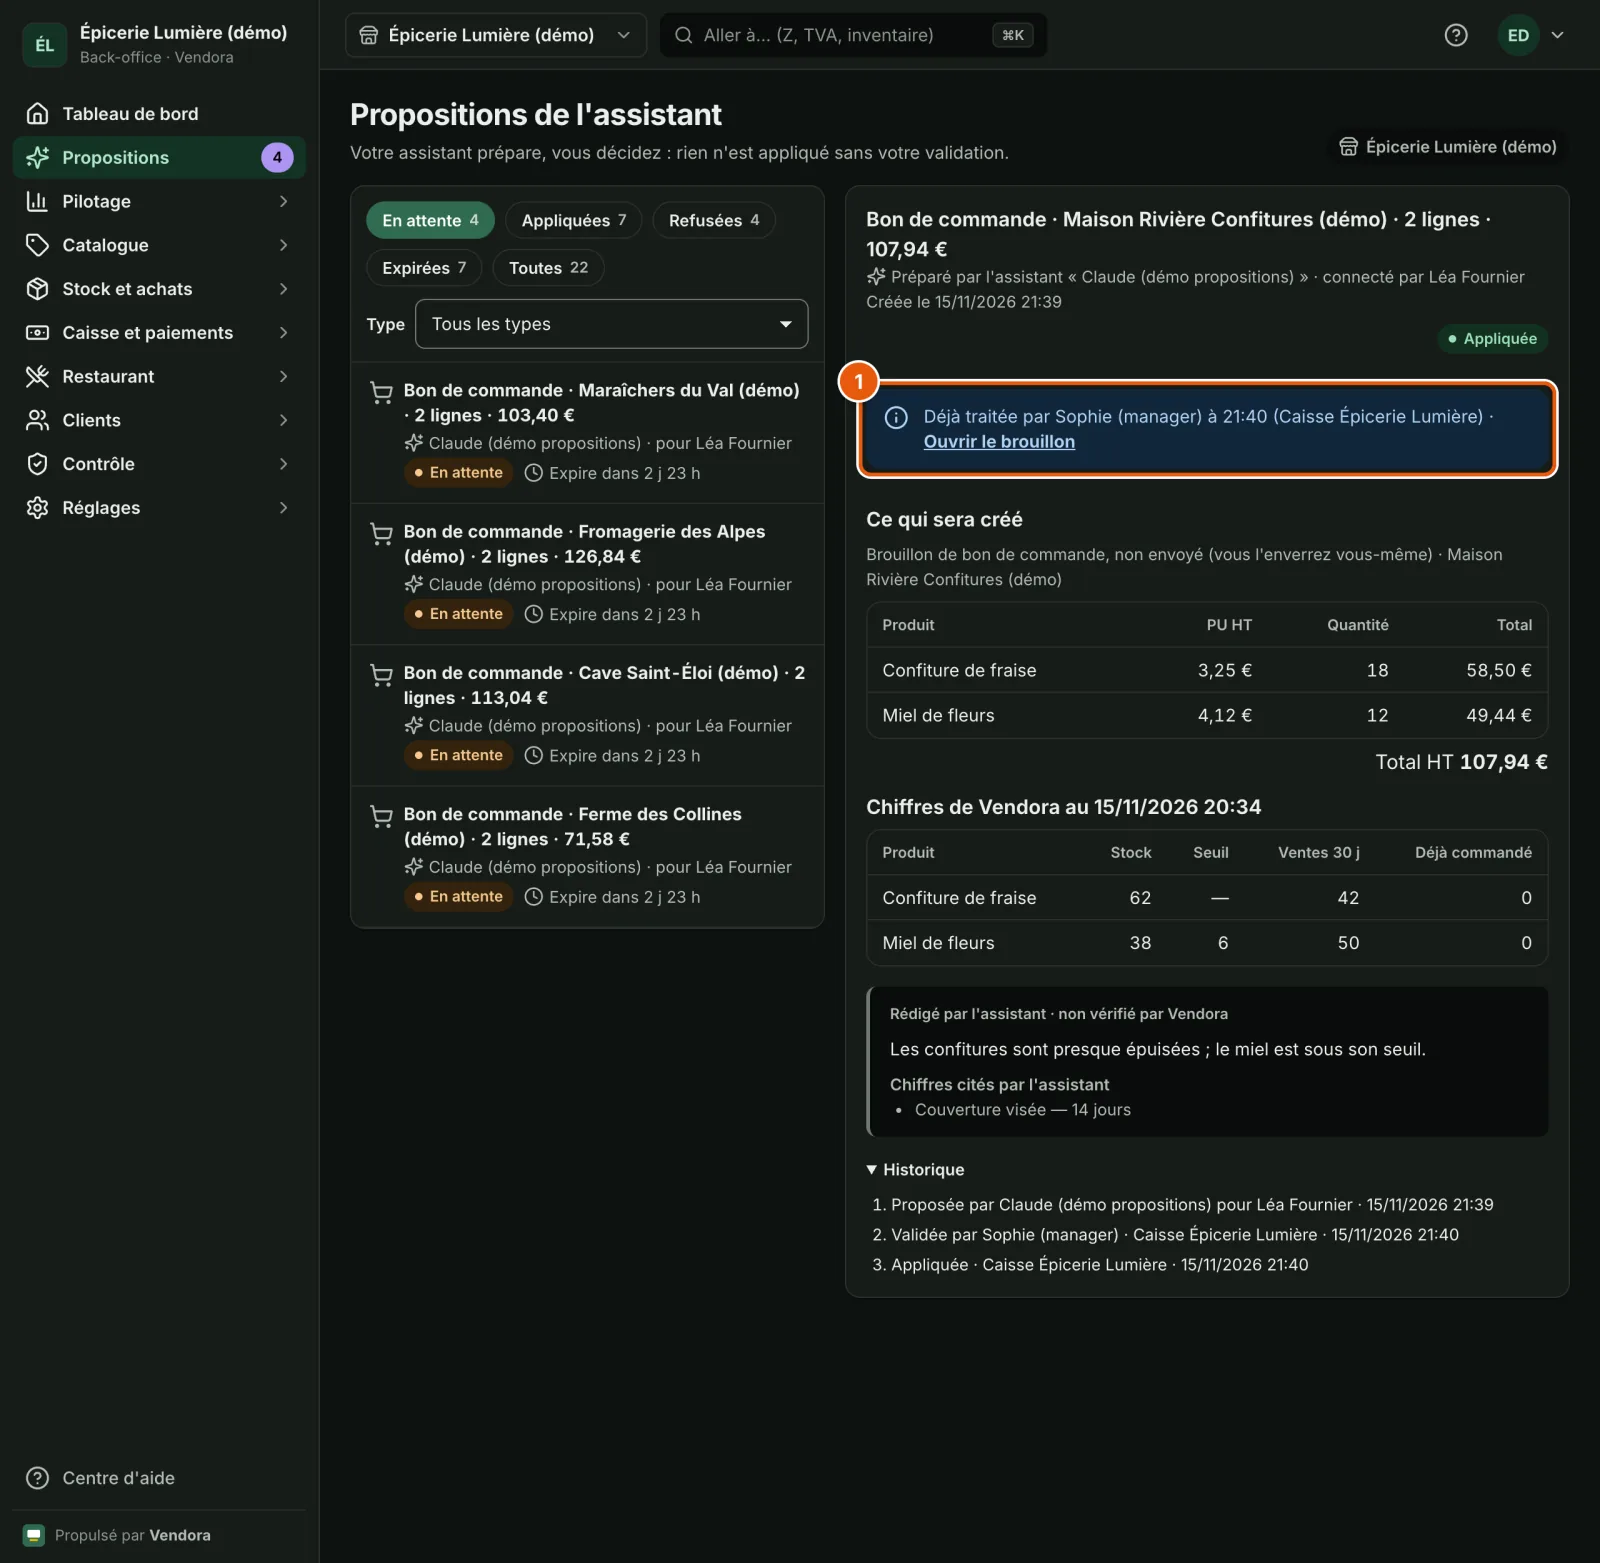 ÉL
Épicerie Lumière (démo)
Back-office · Vendora
Tableau de bord
Propositions 4
Pilotage
Catalogue
Stock et achats
Caisse et paiements
Restaurant
Clients
Contrôle
Réglages
Centre d'aide
Propulsé par Vendora
Épicerie Lumière (démo)
Aller à... (Z, TVA, inventaire) ⌘K
ED
Propositions de l'assistant
Votre assistant prépare, vous décidez : rien n'est appliqué sans votre validation.
Épicerie Lumière (démo)
En attente 4 Appliquées 7 Refusées 4
Expirées 7 Toutes 22
Type Tous les types
Bon de commande · Maraîchers du Val (démo)
· 2 lignes · 103,40 €
Claude (démo propositions) · pour Léa Fournier
En attente Expire dans 2 j 23 h
Bon de commande · Fromagerie des Alpes
(démo) · 2 lignes · 126,84 €
Claude (démo propositions) · pour Léa Fournier
En attente Expire dans 2 j 23 h
Bon de commande · Cave Saint-Éloi (démo) · 2
lignes · 113,04 €
Claude (démo propositions) · pour Léa Fournier
En attente Expire dans 2 j 23 h
Bon de commande · Ferme des Collines
(démo) · 2 lignes · 71,58 €
Claude (démo propositions) · pour Léa Fournier
En attente Expire dans 2 j 23 h
Bon de commande · Maison Rivière Confitures (démo) · 2 lignes ·
107,94 €
Préparé par l'assistant « Claude (démo propositions) » · connecté par Léa Fournier
Créée le 15/11/2026 21:39
Appliquée
1
Déjà traitée par Sophie (manager) à 21:40 (Caisse Épicerie Lumière) ·
Ouvrir le brouillon
Ce qui sera créé
Brouillon de bon de commande, non envoyé (vous l'enverrez vous-même) · Maison
Rivière Confitures (démo)
Produit PU HT Quantité Total
Confiture de fraise 3,25 € 18 58,50 €
Miel de fleurs 4,12 € 12 49,44 €
Total HT 107,94 €
Chiffres de Vendora au 15/11/2026 20:34
Produit Stock Seuil Ventes 30 j Déjà commandé
Confiture de fraise 62 — 42 0
Miel de fleurs 38 6 50 0
Rédigé par l'assistant · non vérifié par Vendora
Les confitures sont presque épuisées ; le miel est sous son seuil.
Chiffres cités par l'assistant
• Couverture visée — 14 jours
▼ Historique
1. Proposée par Claude (démo propositions) pour Léa Fournier · 15/11/2026 21:39
2. Validée par Sophie (manager) · Caisse Épicerie Lumière · 15/11/2026 21:40
3. Appliquée · Caisse Épicerie Lumière · 15/11/2026 21:40